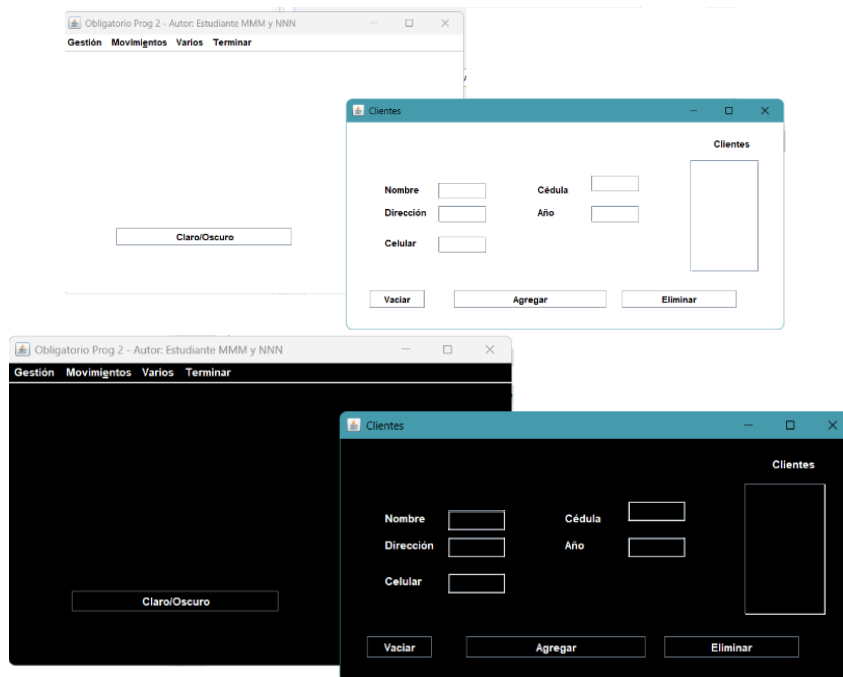 Obligatorio Prog 2 - Autor: Estudiante MMM y NNN
Gestión Movimientos Varios Terminar
Claro/Oscuro
Clientes
Clientes
Nombre Cédula
Dirección Año
Celular
Vaciar Agregar Eliminar
Obligatorio Prog 2 - Autor: Estudiante MMM y NNN
Gestión Movimientos Varios Terminar
Claro/Oscuro
Clientes
Clientes
Nombre Cédula
Dirección Año
Celular
Vaciar Agregar Eliminar